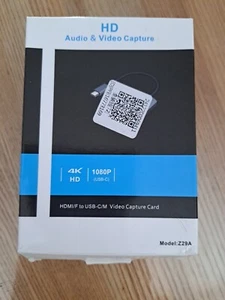 HD
Audio & Video Capture
4K
HD
1080P
(USB-C)
HDMI/F to USB-C/M Video Capture Card
Model:Z29A